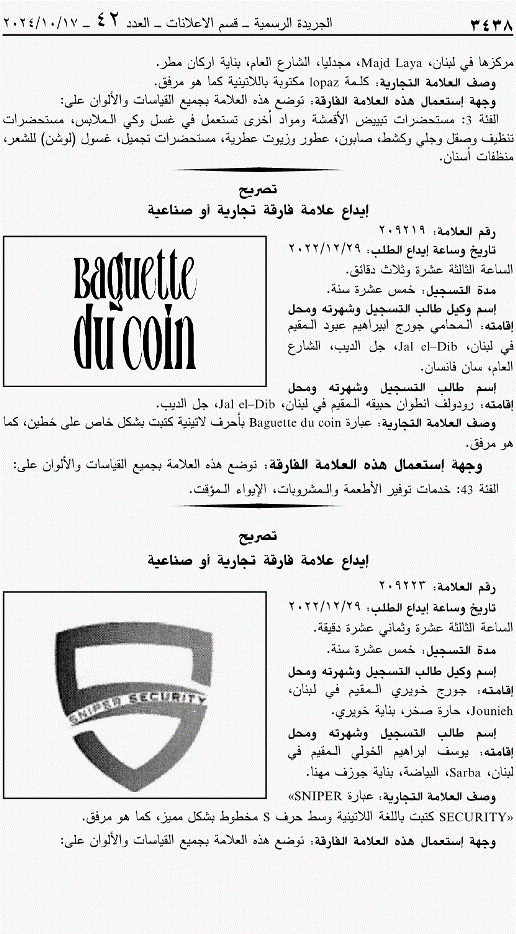 ٣٤٣٨
الجريدة الرسمية – قسم الاعلانات – العدد ٤٢ – ٢٠٢٤/١٠/١٧
مركزها في لبنان، Majd Laya، مجدليا، الشارع العام، بناية اركان مطر.
وصف العلامة التجارية: كلمة lopaz مكتوبة باللاتينية كما هو مرفق.
وجهة إستعمال هذه العلامة الفارقة: توضع هذه العلامة بجميع القياسات والألوان على:
الفئة 3: مستحضرات تبييض الأقمشة ومواد أخرى تستعمل في غسل وكي الملابس، مستحضرات
تنظيف وصقل وجلي وكشط، صابون، عطور وزيوت عطرية، مستحضرات تجميل، غسول (لوشن) للشعر،
منظفات أسنان.
تصريح
إيداع علامة فارقة تجارية أو صناعية
رقم العلامة: ٢٠٩٢١٩
تاريخ وساعة إيداع الطلب: ٢٠٢٢/١٢/٢٩
الساعة الثالثة عشرة وثلاث دقائق.
مدة التسجيل: خمس عشرة سنة.
إسم وكيل طالب التسجيل وشهرته ومحل
إقامته: المحامي جورج ابيراهيم عبود المقيم
في لبنان، Jal el–Dib، جل الديب، الشارع
العام، سان فانسان.
Baguette
du coin
إسم طالب التسجيل وشهرته ومحل
إقامته: رودولف انطوان حبيقه المقيم في لبنان، Jal el–Dib، جل الديب.
وصف العلامة التجارية: عبارة Baguette du coin بأحرف لاتينية كتبت بشكل خاص على خطين، كما
هو مرفق.
وجهة إستعمال هذه العلامة الفارقة: توضع هذه العلامة بجميع القياسات والألوان على:
الفئة 43: خدمات توفير الأطعمة والمشروبات، الإيواء المؤقت.
تصريح
إيداع علامة فارقة تجارية أو صناعية
رقم العلامة: ٢٠٩٢٢٣
تاريخ وساعة إيداع الطلب: ٢٠٢٢/١٢/٢٩
الساعة الثالثة عشرة وثماني عشرة دقيقة.
مدة التسجيل: خمس عشرة سنة.
إسم وكيل طالب التسجيل وشهرته ومحل
إقامته: جورج خويري المقيم في لبنان،
Jounieh، حارة صخر، بناية خويري.
إسم طالب التسجيل وشهرته ومحل
إقامته: يوسف ابراهيم الخولي المقيم في
لبنان، Sarba، البياضة، بناية جوزف مهنا.
SNIPER SECURITY
وصف العلامة التجارية: عبارة SNIPER»
«SECURITY كتبت باللغة اللاتينية وسط حرف S مخطوط بشكل مميز، كما هو مرفق.
وجهة إستعمال هذه العلامة الفارقة: توضع هذه العلامة بجميع القياسات والألوان على: